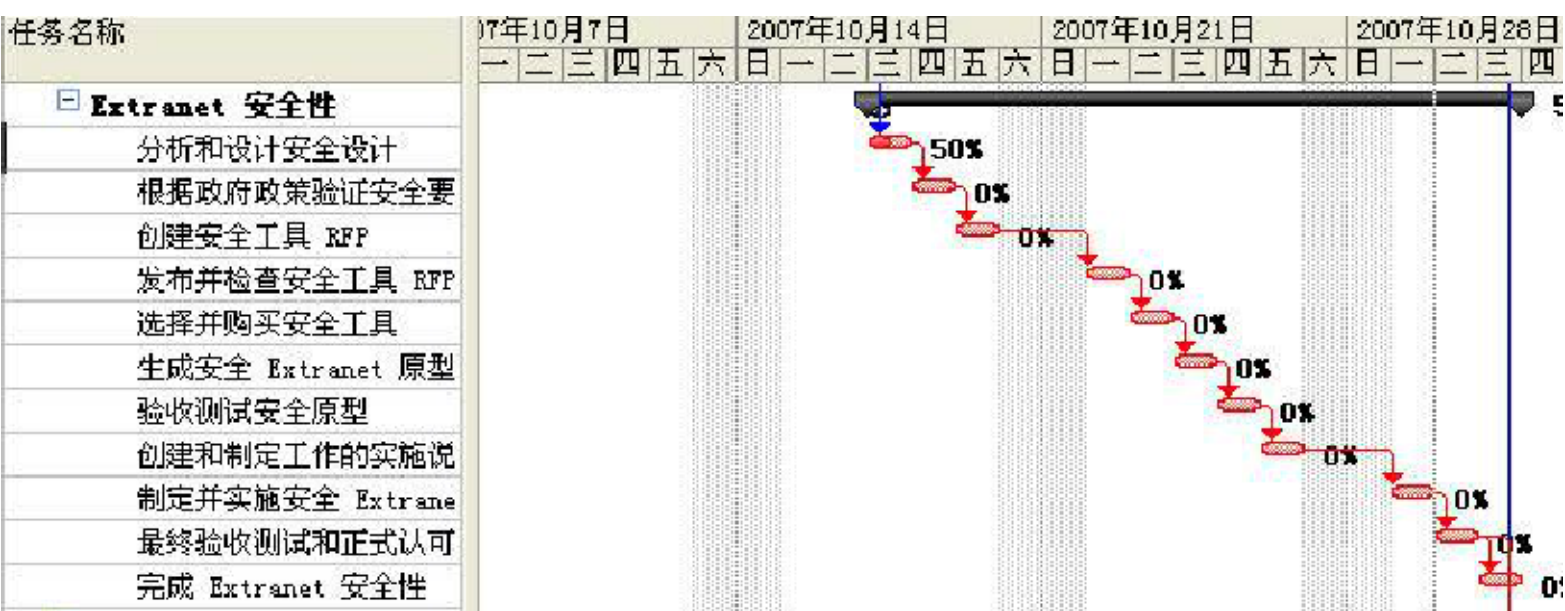 任务名称
07年10月7日 2007年10月14日 2007年10月21日 2007年10月28日
一 二 三 四 五 六 日 一 二 三 四 五 六 日 一 二 三 四 五 六 日 一 二 三 四
Extranet 安全性 5
分析和设计安全设计 50%
根据政府政策验证安全要 0%
创建安全工具 RFP 0%
发布并检查安全工具 RFP 0%
选择并购买安全工具 0%
生成安全 Extranet 原型 0%
验收测试安全原型 0%
创建和制定工作的实施说 0%
制定并实施安全 Extrane 0%
最终验收测试和正式认可 0%
完成 Extranet 安全性 0